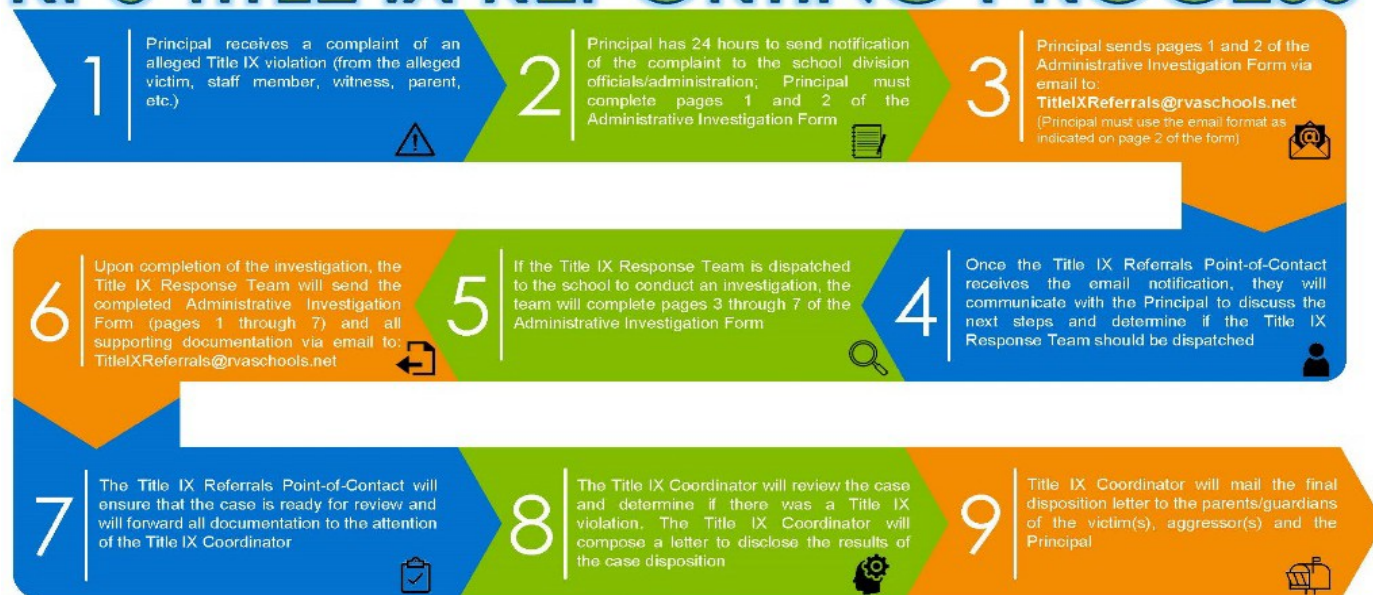 RPS TITLE IX REPORTING PROCESS
1
Principal receives a complaint of an
alleged Title IX violation (from the alleged
victim, staff member, witness, parent,
etc.)
2
Principal has 24 hours to send notification
of the complaint to the school division
officials/administration; Principal must
complete pages 1 and 2 of the
Administrative Investigation Form
3
Principal sends pages 1 and 2 of the
Administrative Investigation Form via
email to:
TitleIXReferrals@rvaschools.net
(Principal must use the email format as
indicated on page 2 of the form)
4
Once the Title IX Referrals Point-of-Contact
receives the email notification, they will
communicate with the Principal to discuss the
next steps and determine if the Title IX
Response Team should be dispatched
5
If the Title IX Response Team is dispatched
to the school to conduct an investigation, the
team will complete pages 3 through 7 of the
Administrative Investigation Form
6
Upon completion of the investigation, the
Title IX Response Team will send the
completed Administrative Investigation
Form (pages 1 through 7) and all
supporting documentation via email to:
TitleIXReferrals@rvaschools.net
7
The Title IX Referrals Point-of-Contact will
ensure that the case is ready for review and
will forward all documentation to the attention
of the Title IX Coordinator
8
The Title IX Coordinator will review the case
and determine if there was a Title IX
violation. The Title IX Coordinator will
compose a letter to disclose the results of
the case disposition
9
Title IX Coordinator will mail the final
disposition letter to the parents/guardians
of the victim(s), aggressor(s) and the
Principal